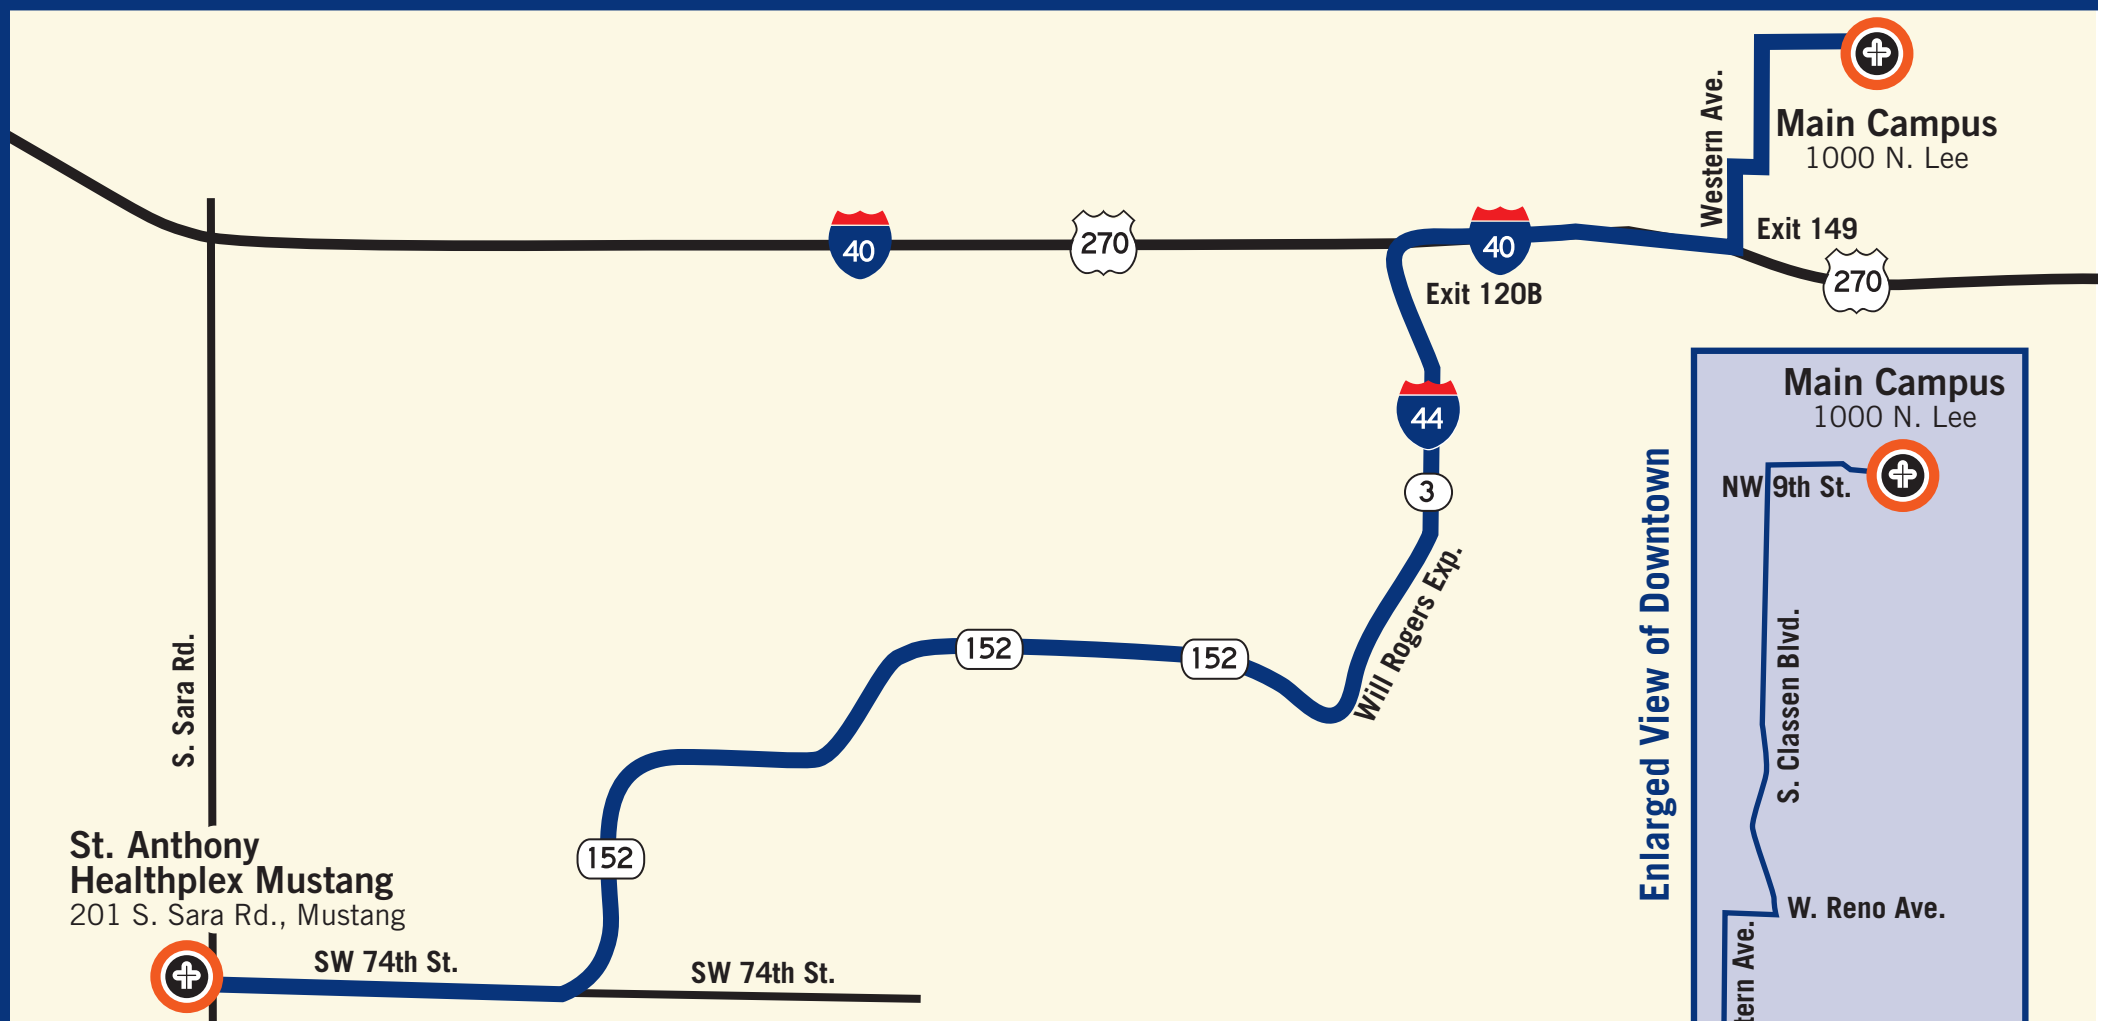 Western Ave.
Main Campus
1000 N. Lee
40
270
40
Exit 149
270
Exit 120B
44
3
Will Rogers Exp.
152
152
152
S. Sara Rd.
St. Anthony
Healthplex Mustang
201 S. Sara Rd., Mustang
SW 74th St.
SW 74th St.
Enlarged View of Downtown
Main Campus
1000 N. Lee
NW 9th St.
S. Classen Blvd.
W. Reno Ave.
tern Ave.